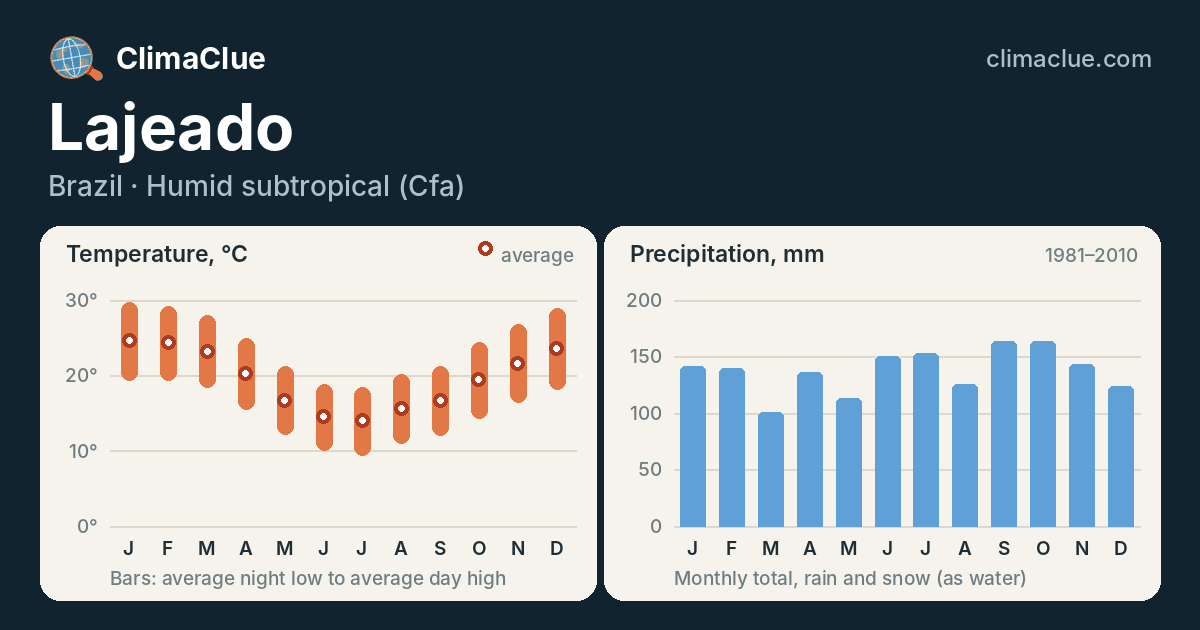 ClimaClue
climaclue.com
Lajeado
Brazil · Humid subtropical (Cfa)
Temperature, °C
average
30°
20°
10°
0°
J F M A M J J A S O N D
Bars: average night low to average day high
Precipitation, mm
1981–2010
200
150
100
50
0
J F M A M J J A S O N D
Monthly total, rain and snow (as water)